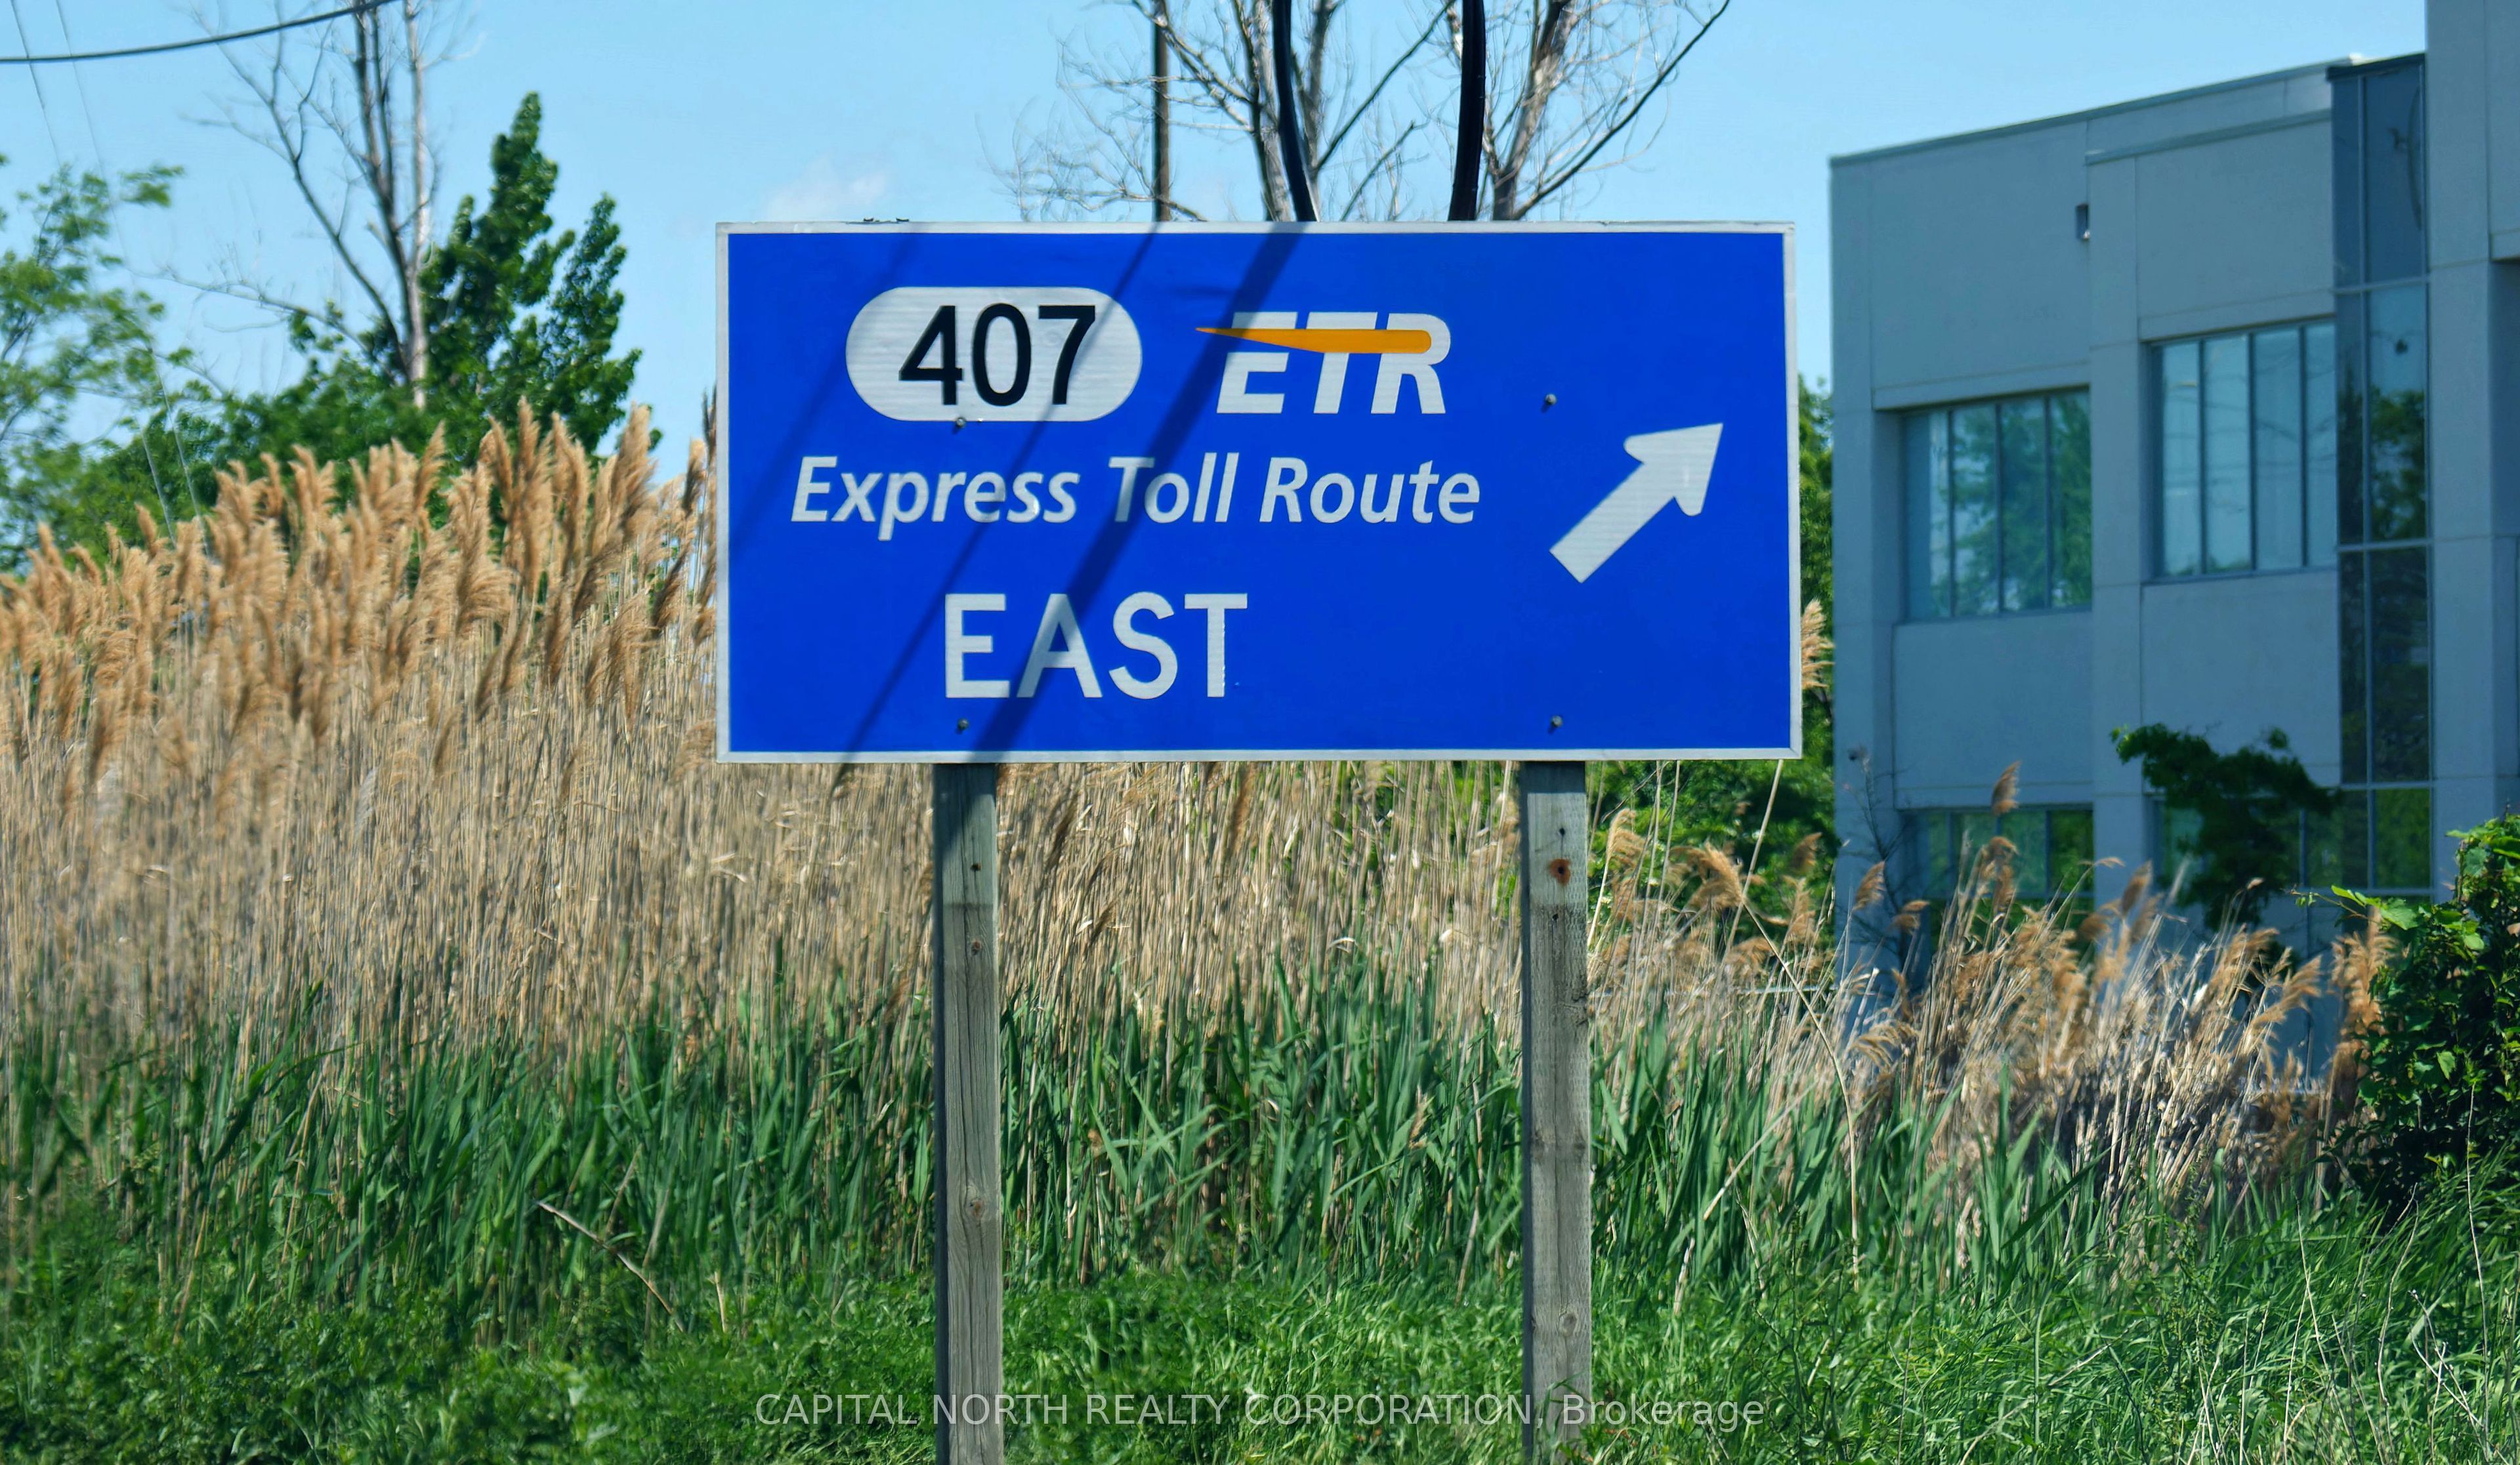 407 ETR
Express Toll Route
EAST
CAPITAL NORTH REALTY CORPORATION, Brokerage